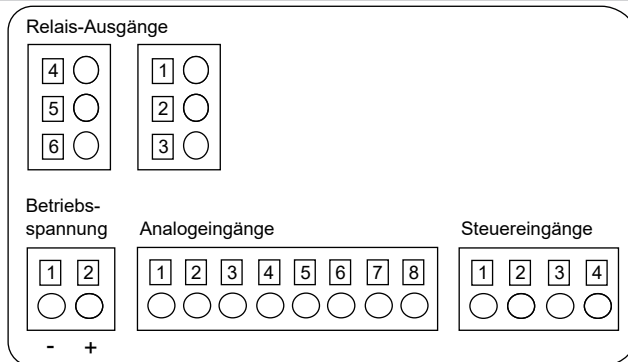 Relais-Ausgänge
4 1
5 2
6 3
Betriebs-
spannung Analogeingänge Steuereingänge
1 2 1 2 3 4 5 6 7 8 1 2 3 4
- +